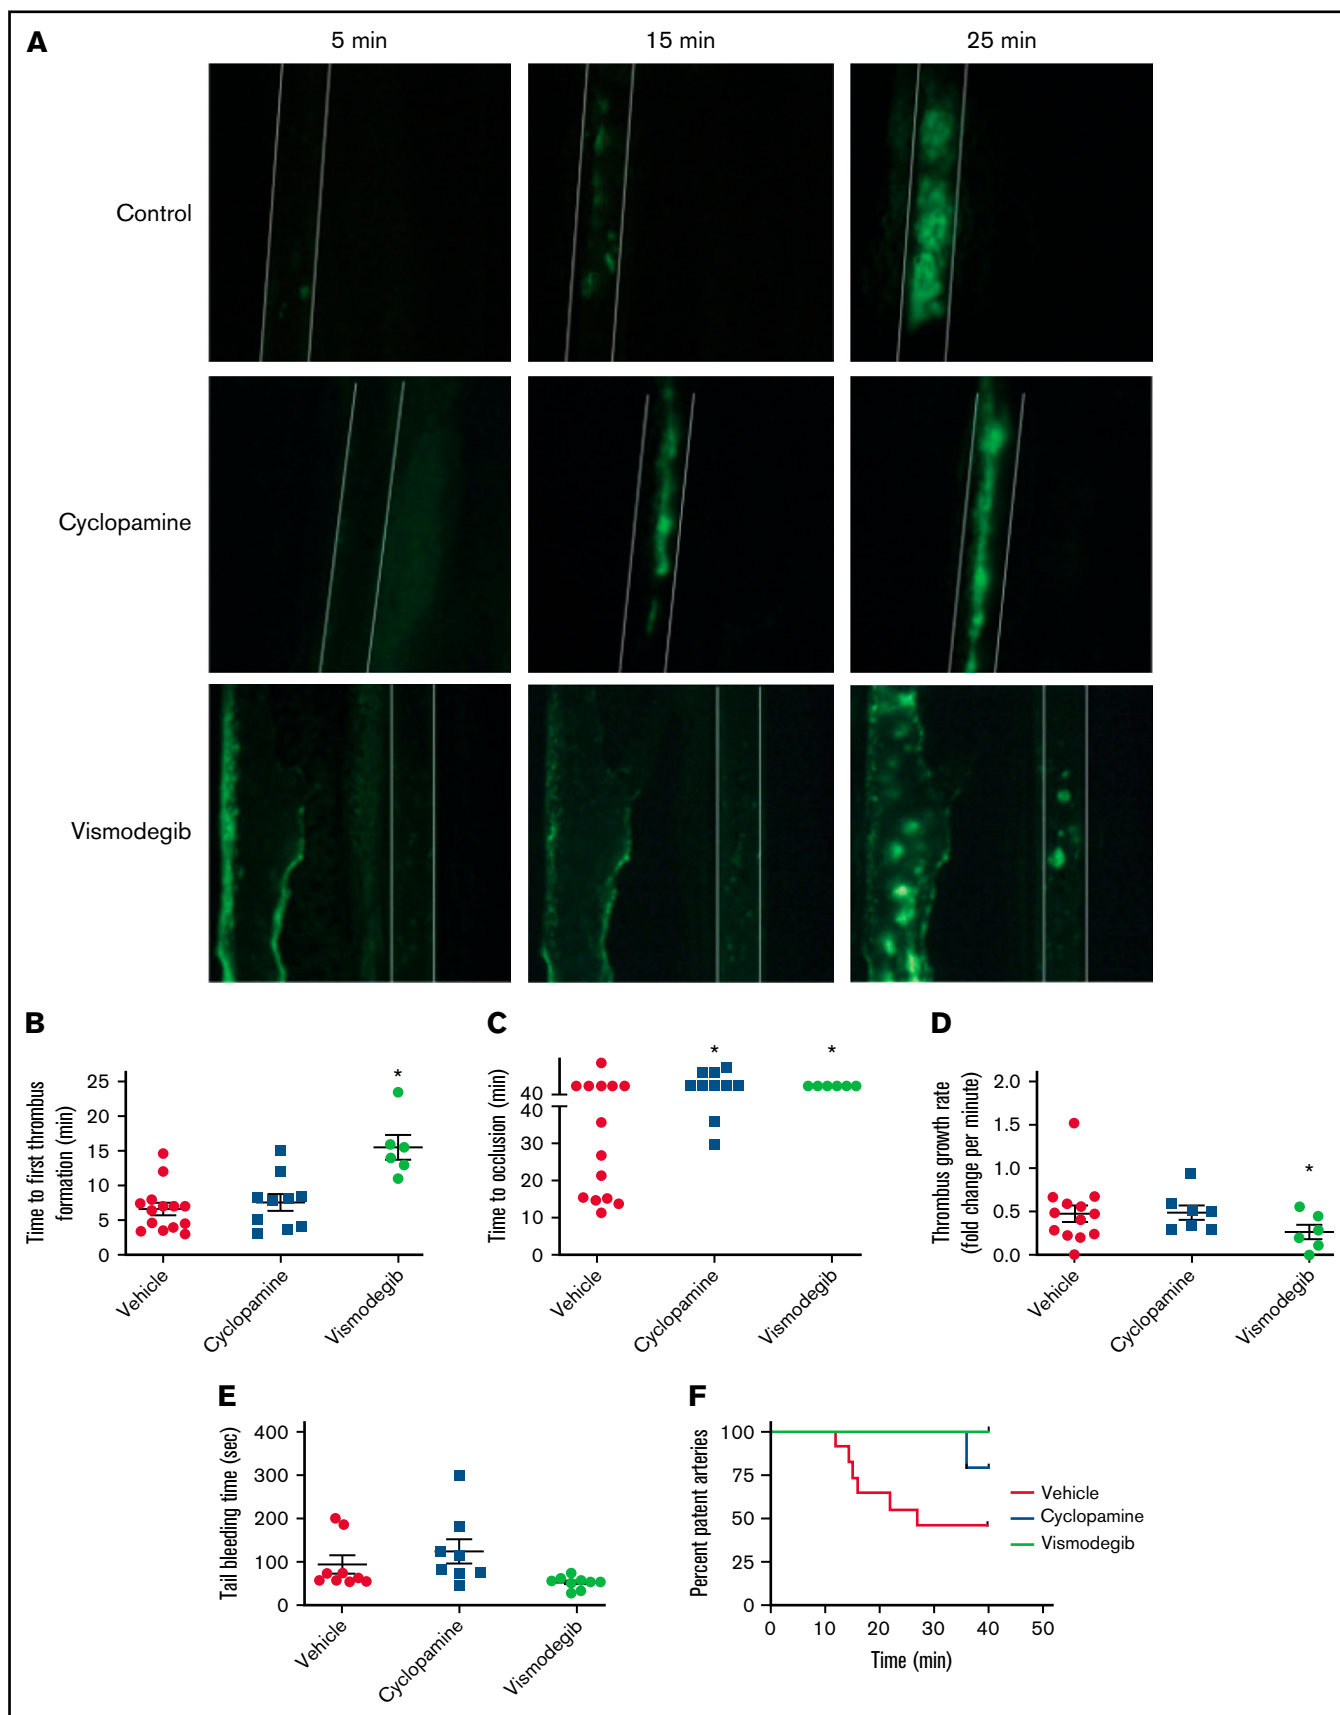 A
5 min
15 min
25 min
Control
Cyclopamine
Vismodegib
B
Time to first thrombus
formation (min)
25
20
15
10
5
0
*
Vehicle
Cyclopamine
Vismodegib
C
Time to occlusion (min)
40
40
30
20
10
0
*
*
Vehicle
Cyclopamine
Vismodegib
D
Thrombus growth rate
(fold change per minute)
2.0
1.5
1.0
0.5
0.0
*
Vehicle
Cyclopamine
Vismodegib
E
Tail bleeding time (sec)
400
300
200
100
0
Vehicle
Cyclopamine
Vismodegib
F
Percent patent arteries
100
75
50
25
0
0 10 20 30 40 50
Time (min)
Vehicle
Cyclopamine
Vismodegib